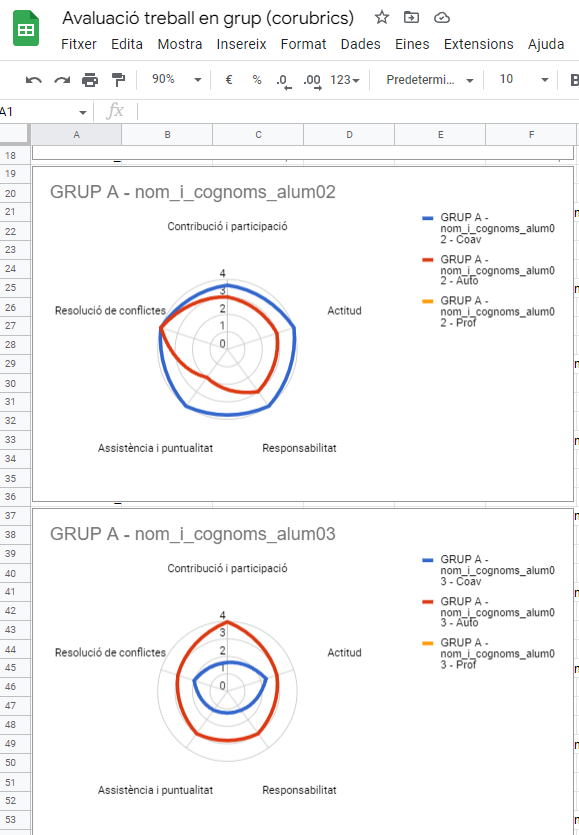 Avaluació treball en grup (corubrics)
Fitxer Edita Mostra Insereix Format Dades Eines Extensions Ajuda
90% € % .0 .00 123 Predetermi... 10 B
A1 fx
A B C D E F
18
19
20
21
22
23
24
25
26
27
28
29
30
31
32
33
34
35
36
37
38
39
40
41
42
43
44
45
46
47
48
49
50
51
52
53
GRUP A - nom_i_cognoms_alum02
Contribució i participació
Actitud
Responsabilitat
Assistència i puntualitat
Resolució de conflictes
4
3
2
1
0
GRUP A -
nom_i_cognoms_alum0
2 - Coav
GRUP A -
nom_i_cognoms_alum0
2 - Auto
GRUP A -
nom_i_cognoms_alum0
2 - Prof
GRUP A - nom_i_cognoms_alum03
Contribució i participació
Actitud
Responsabilitat
Assistència i puntualitat
Resolució de conflictes
4
3
2
1
0
GRUP A -
nom_i_cognoms_alum0
3 - Coav
GRUP A -
nom_i_cognoms_alum0
3 - Auto
GRUP A -
nom_i_cognoms_alum0
3 - Prof